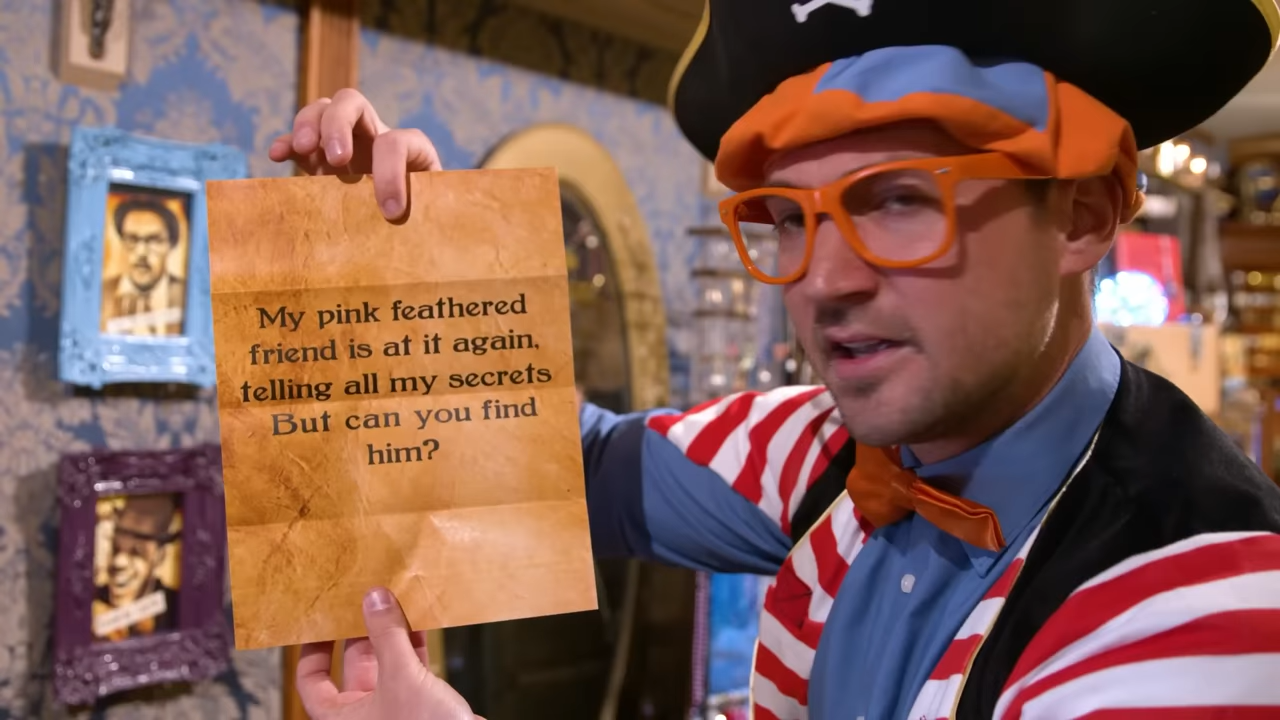 My pink feathered
friend is at it again,
telling all my secrets
But can you find
him?